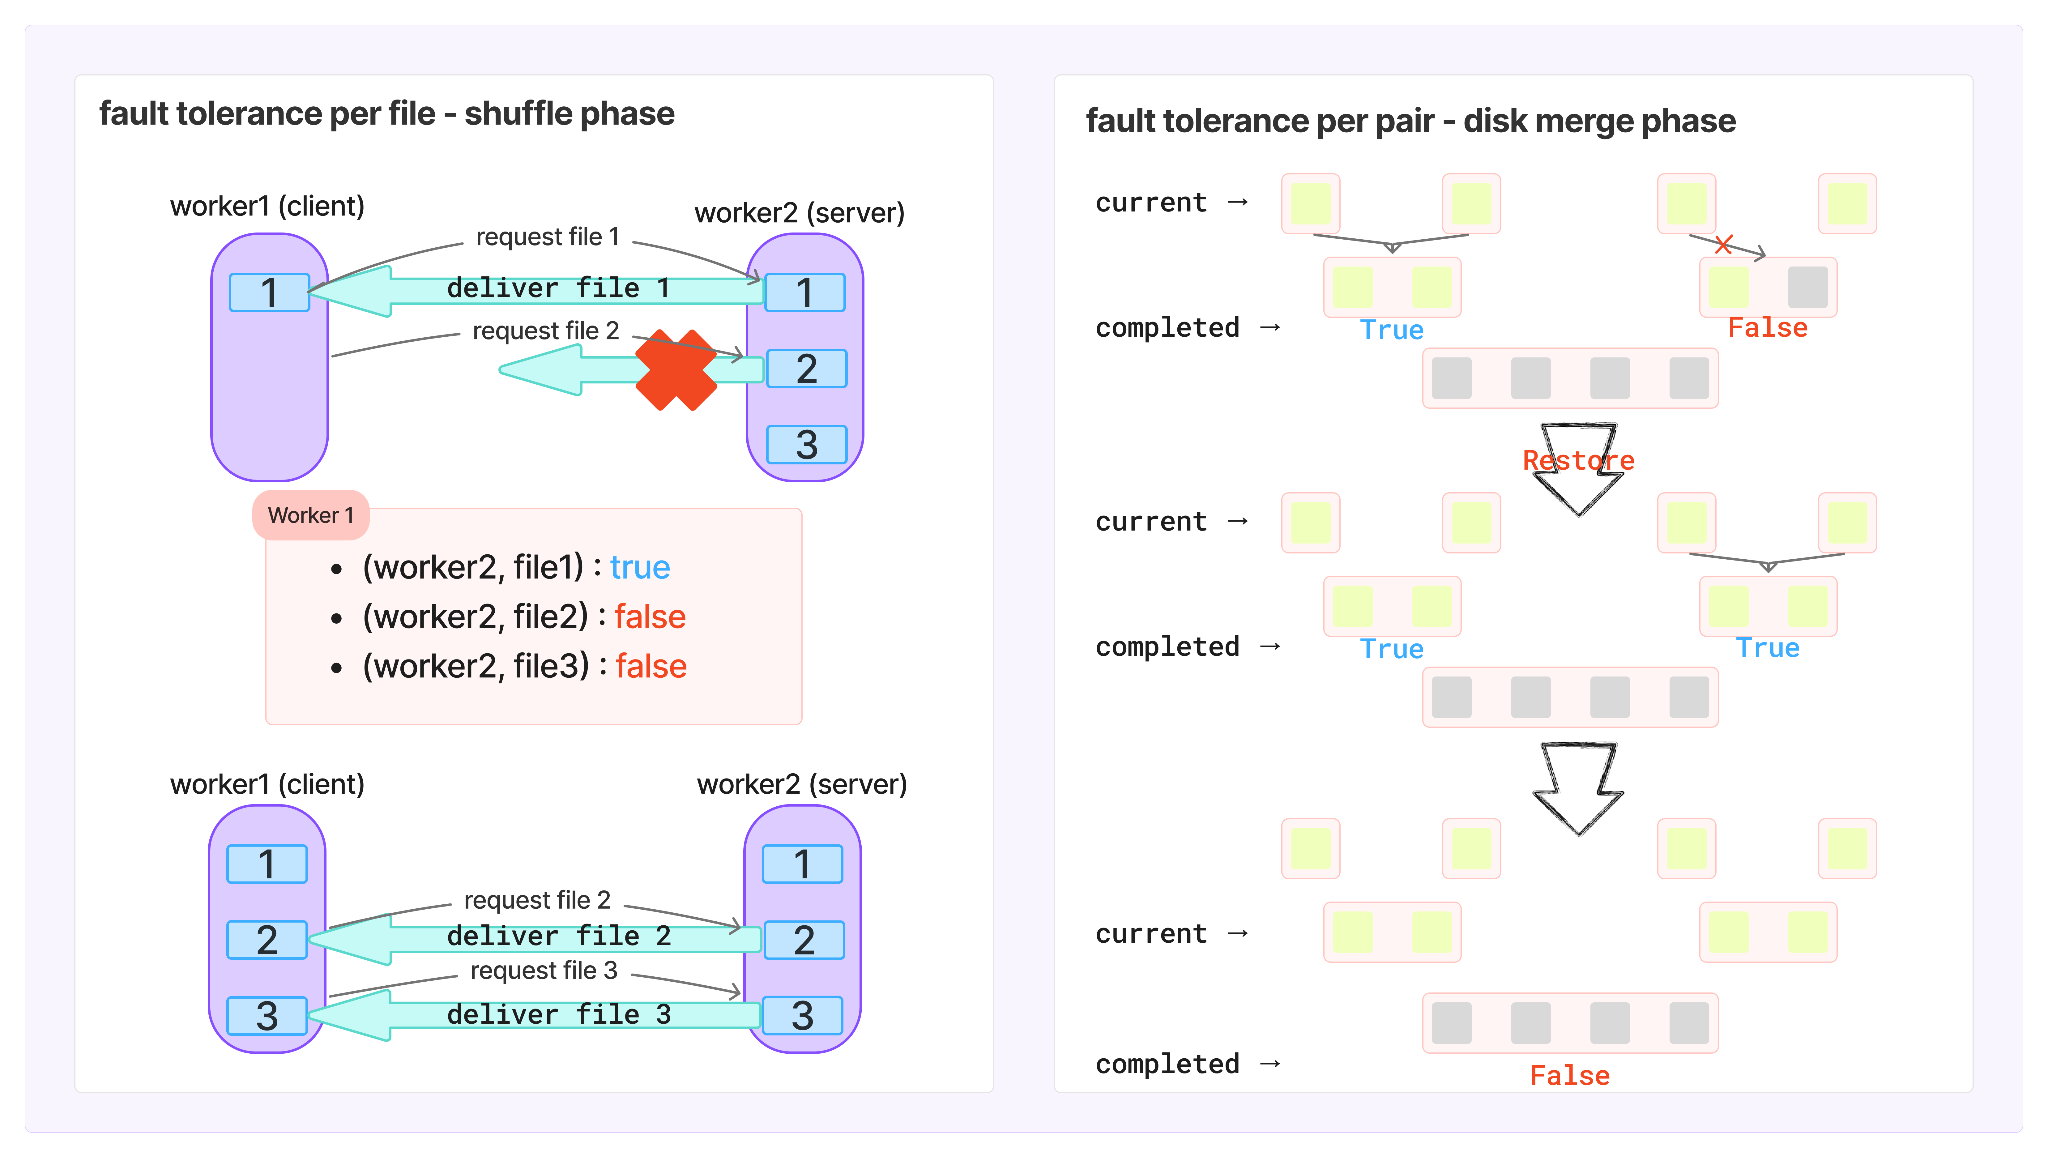 fault tolerance per file - shuffle phase
worker1 (client)
worker2 (server)
request file 1
1
deliver file 1
1
request file 2
2
3
Worker 1
• (worker2, file1) : true
• (worker2, file2) : false
• (worker2, file3) : false
worker1 (client)
worker2 (server)
1
1
request file 2
2
deliver file 2
2
request file 3
3
deliver file 3
3
fault tolerance per pair - disk merge phase
current →
completed →
True
False
Restore
current →
completed →
True
True
current →
completed →
False